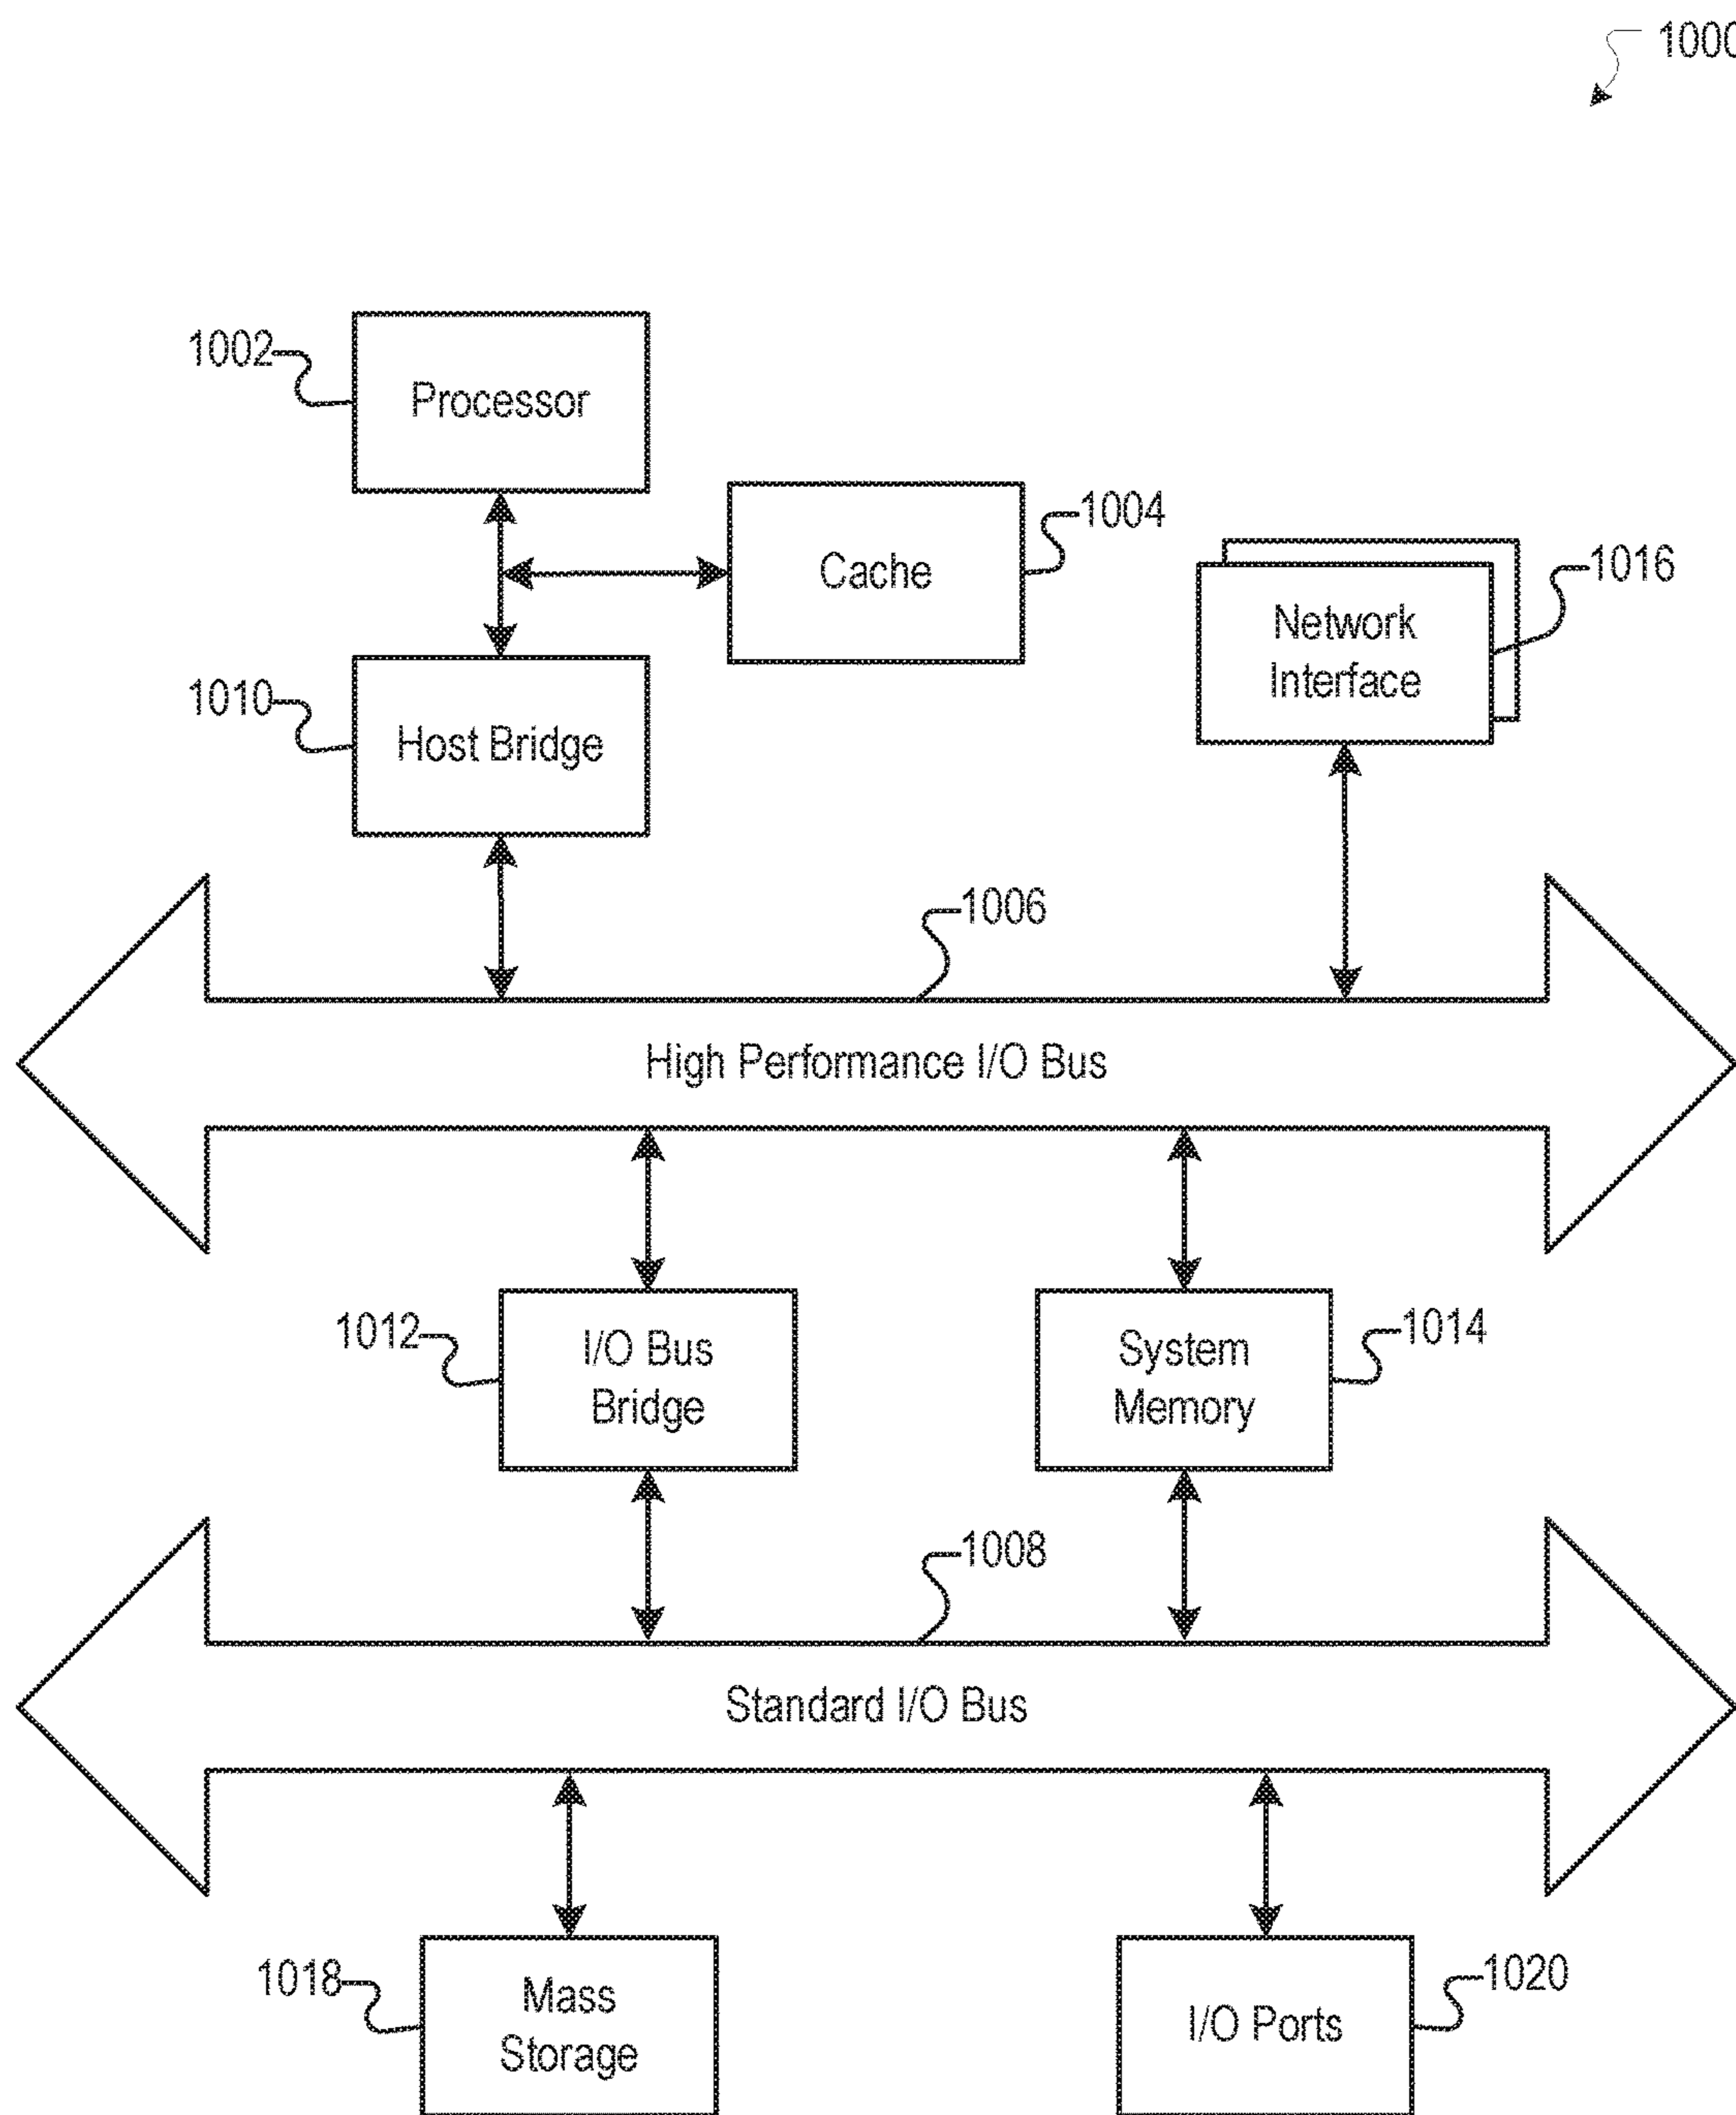 1000
1002
Processor
1004
Cache
1016
Network
Interface
1010
Host Bridge
1006
High Performance I/O Bus
1012
I/O Bus
Bridge
System
Memory
1014
1008
Standard I/O Bus
1018
Mass
Storage
I/O Ports
1020